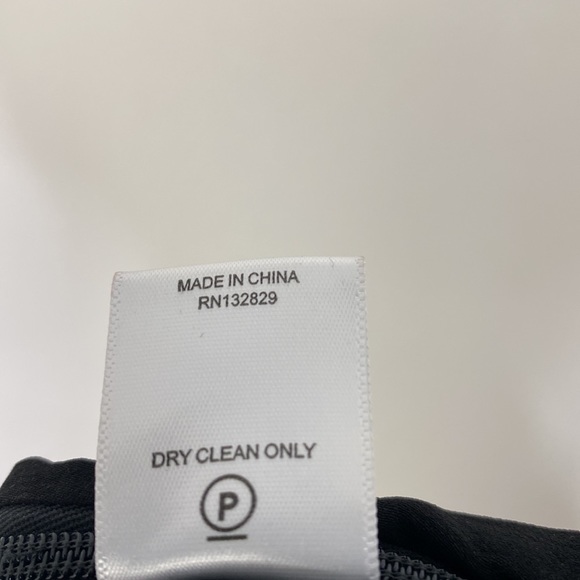 MADE IN CHINA
RN132829
DRY CLEAN ONLY
P